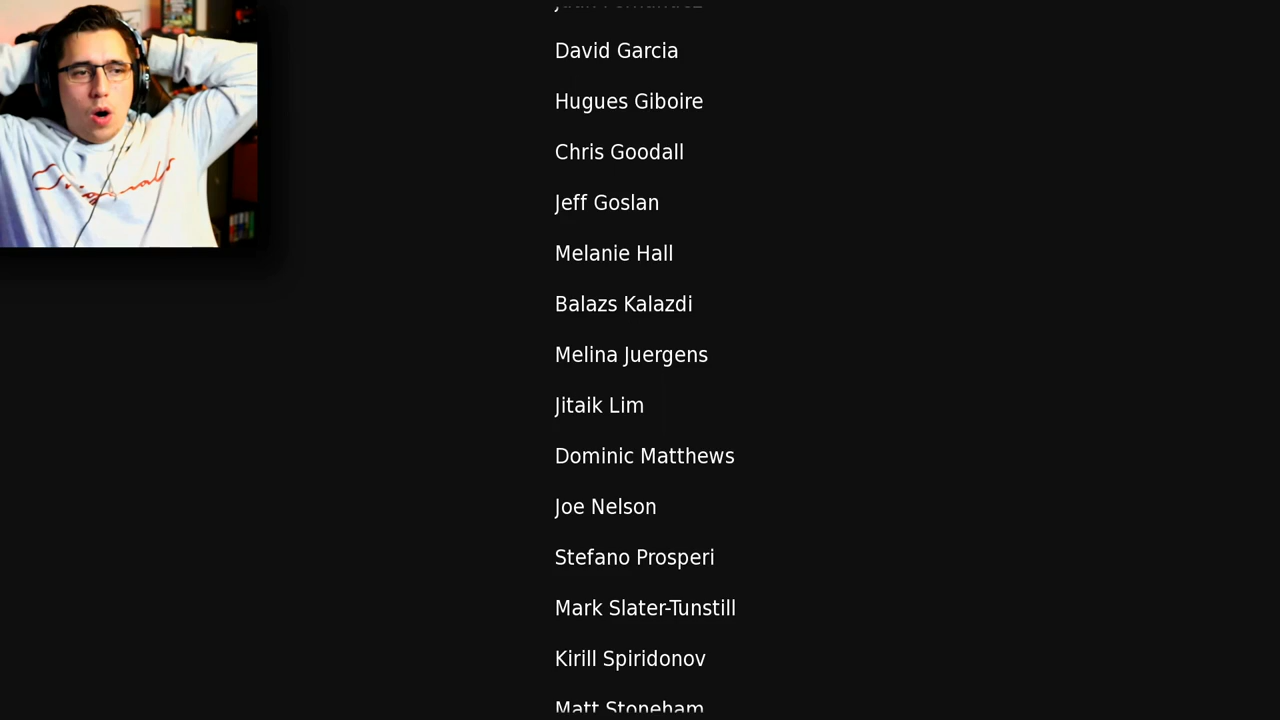 David Garcia
Hugues Giboire
Chris Goodall
Jeff Goslan
Melanie Hall
Balazs Kalazdi
Melina Juergens
Jitaik Lim
Dominic Matthews
Joe Nelson
Stefano Prosperi
Mark Slater-Tunstill
Kirill Spiridonov
Matt Stoneham